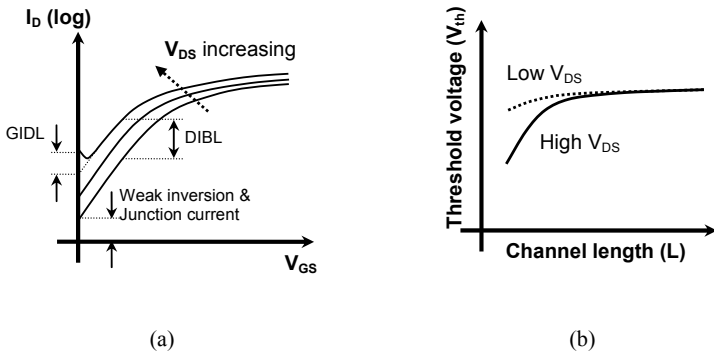 I_D (log)
V_DS increasing
GIDL
DIBL
Weak inversion &
Junction current
V_GS
(a)
Threshold voltage (V_th)
Low V_DS
High V_DS
Channel length (L)
(b)